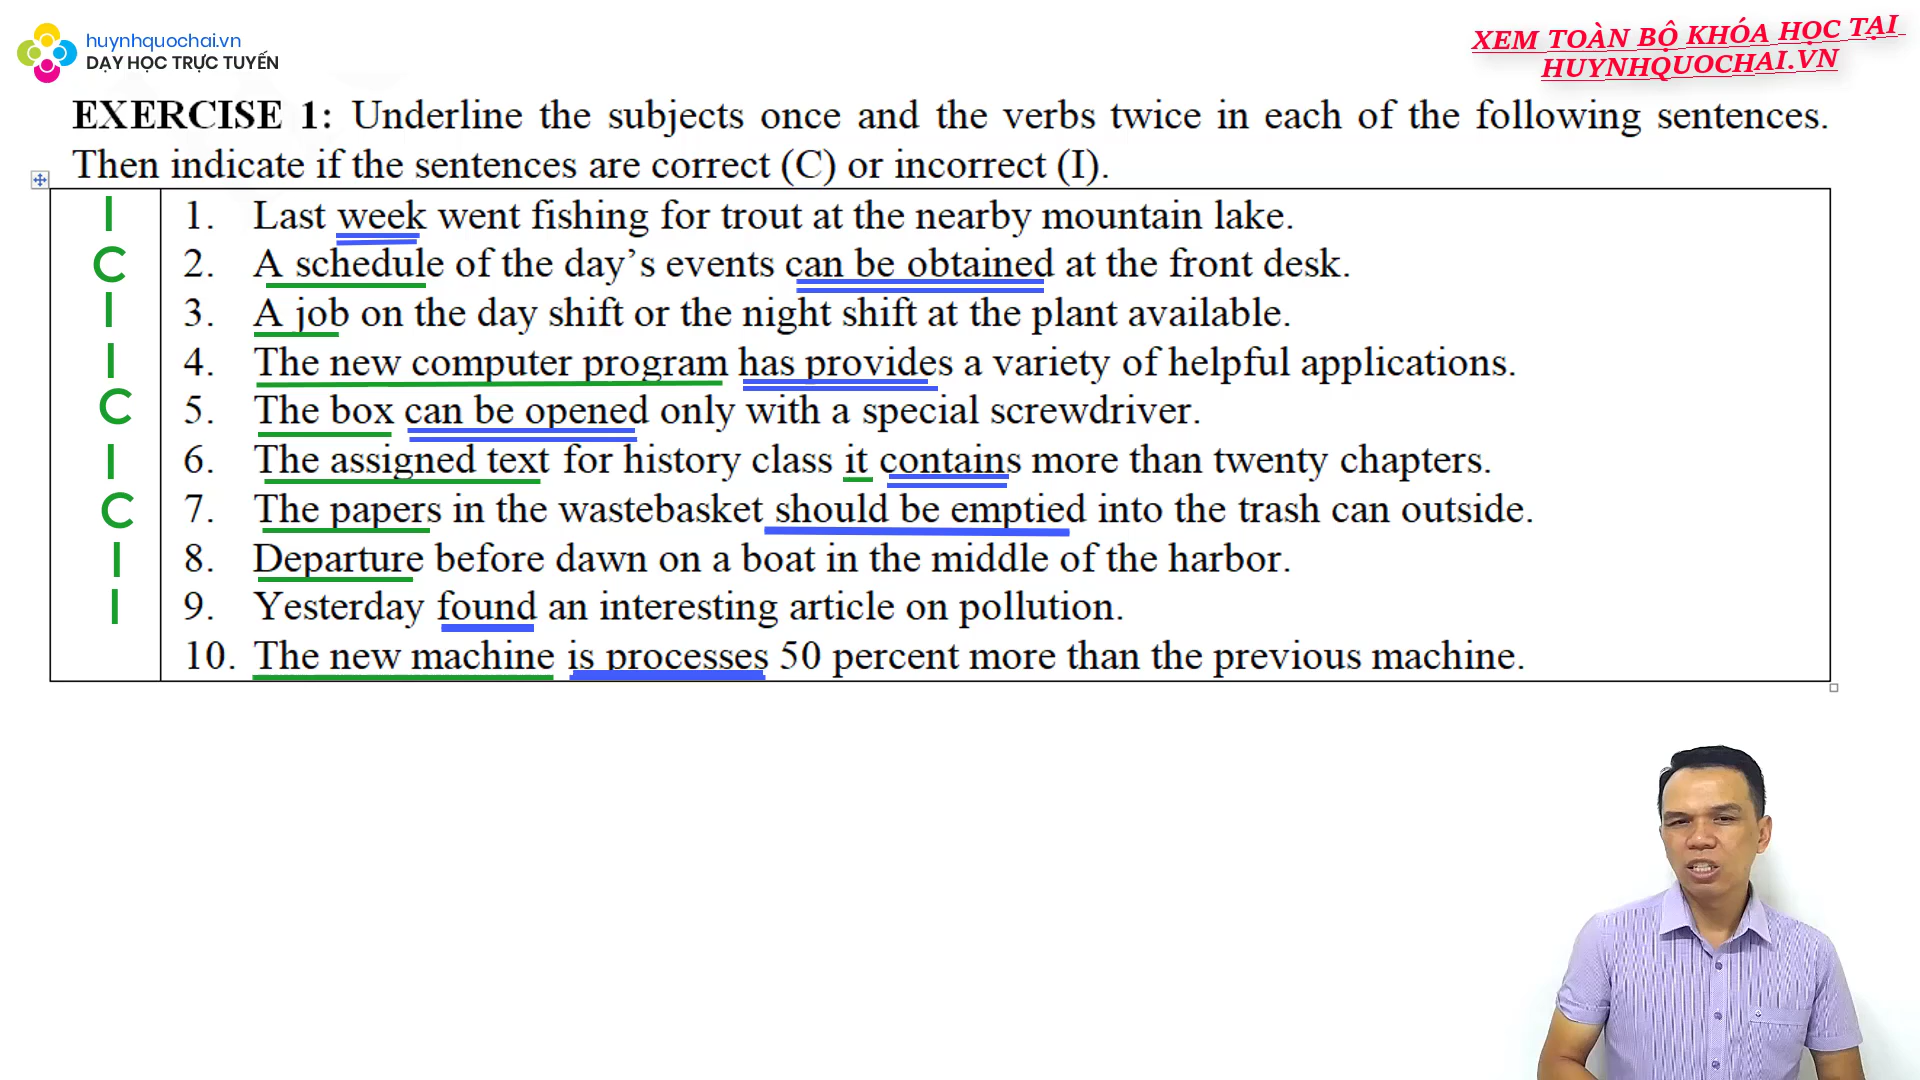 huynhquochai.vn
DẠY HỌC TRỰC TUYẾN
XEM TOÀN BỘ KHÓA HỌC TẠI
HUYNHQUOCHAI.VN
EXERCISE 1: Underline the subjects once and the verbs twice in each of the following sentences.
Then indicate if the sentences are correct (C) or incorrect (I).
I 1. Last week went fishing for trout at the nearby mountain lake.
C 2. A schedule of the day’s events can be obtained at the front desk.
I 3. A job on the day shift or the night shift at the plant available.
I 4. The new computer program has provides a variety of helpful applications.
C 5. The box can be opened only with a special screwdriver.
I 6. The assigned text for history class it contains more than twenty chapters.
C 7. The papers in the wastebasket should be emptied into the trash can outside.
I 8. Departure before dawn on a boat in the middle of the harbor.
I 9. Yesterday found an interesting article on pollution.
10. The new machine is processes 50 percent more than the previous machine.